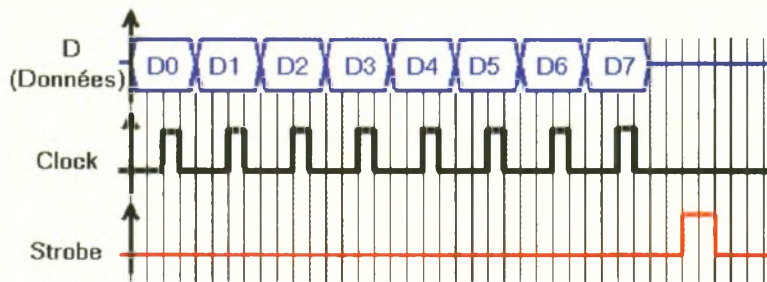 D
(Données)
D0 D1 D2 D3 D4 D5 D6 D7
Clock
Strobe